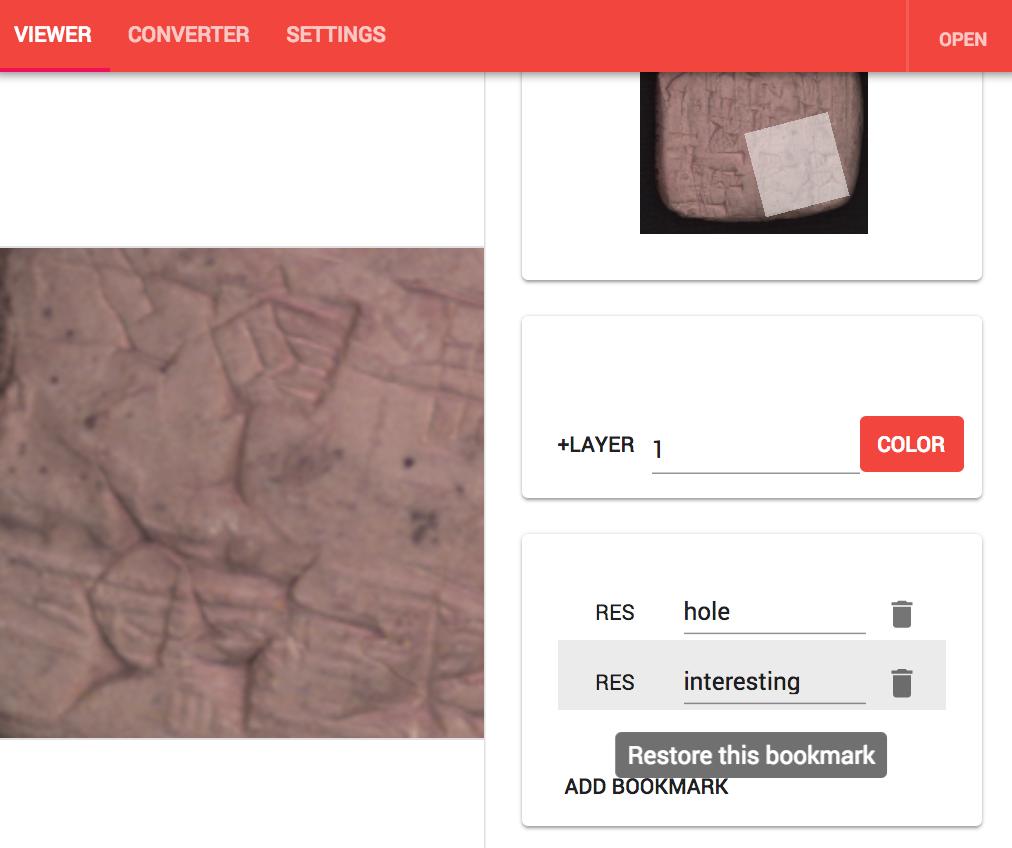 VIEWER CONVERTER SETTINGS OPEN
+LAYER 1 COLOR
RES hole
RES interesting
Restore this bookmark
ADD BOOKMARK